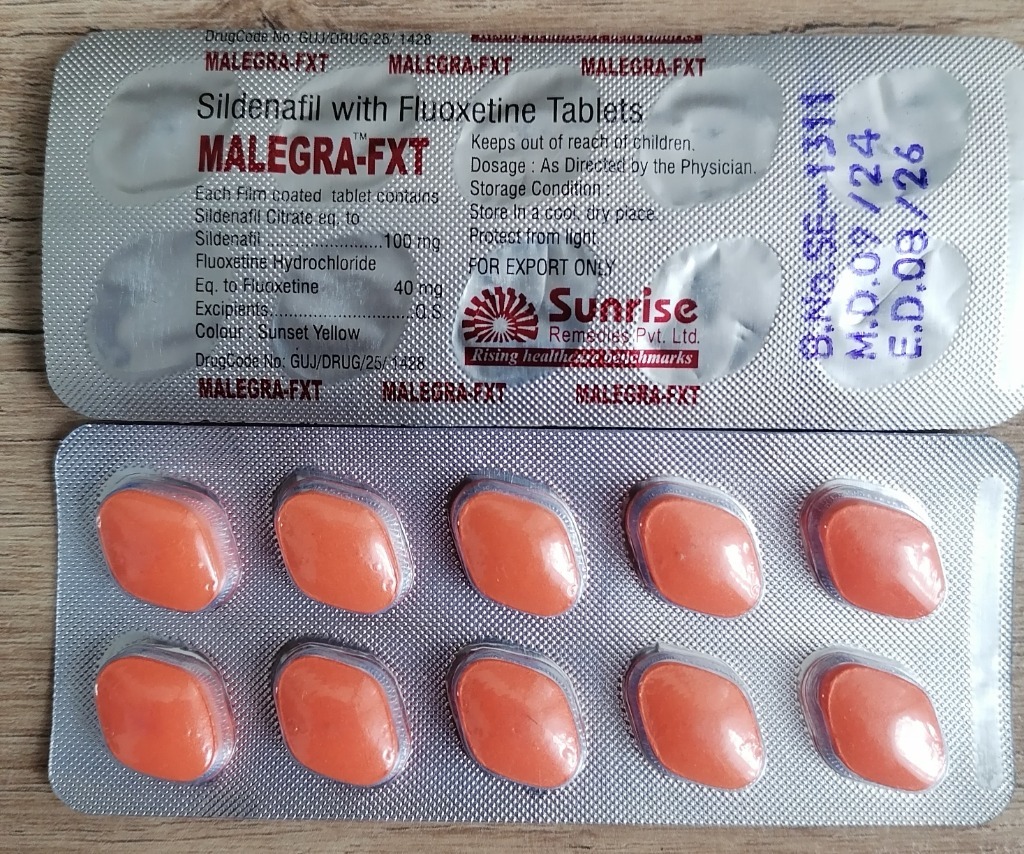 DrugCode No: GUJ/DRUG/25/ 1428
MALEGRA-FXT MALEGRA-FXT MALEGRA-FXT
Sildenafil with Fluoxetine Tablets
MALEGRA-FXT™
Each Film coated tablet contains
Sildenafil Citrate eq. to
Sildenafil ........................100 mg
Fluoxetine Hydrochloride
Eq. to Fluoxetine 40 mg
Excipients.............................Q.S
Colour : Sunset Yellow
DrugCode No: GUJ/DRUG/25/ 1428
Keeps out of reach of children.
Dosage : As Directed by the Physician.
Storage Condition :
Store In a cool, dry place
Protect from light
FOR EXPORT ONLY
Sunrise
Remedies Pvt. Ltd.
Rising healthcare benchmarks
MALEGRA-FXT MALEGRA-FXT MALEGRA-FXT
B.No.SE-1311
M.D.09/24
E.D.08/26